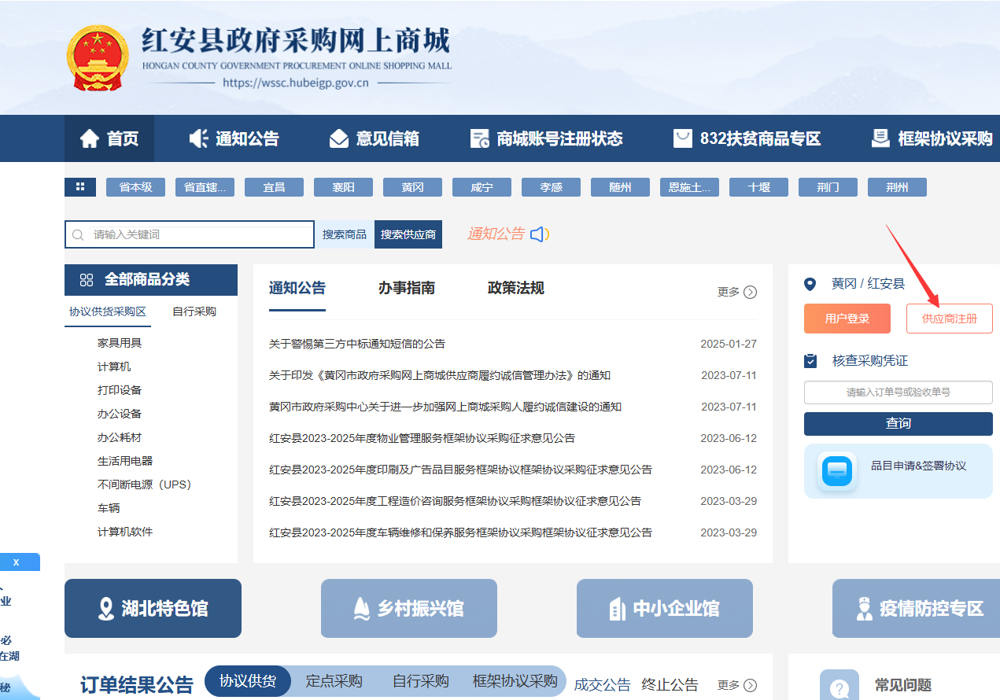 红安县政府采购网上商城
HONGAN COUNTY GOVERNMENT PROCUREMENT ONLINE SHOPPING MALL
https://wssc.hubeigp.gov.cn
首页 通知公告 意见信箱 商城账号注册状态 832扶贫商品专区 框架协议采购
省本级 省直辖... 宜昌 襄阳 黄冈 咸宁 孝感 随州 恩施土... 十堰 荆门 荆州
请输入关键词 搜索商品 搜索供应商 通知公告
全部商品分类
协议供货采购区 自行采购
家具用具
计算机
打印设备
办公设备
办公耗材
生活用电器
不间断电源（UPS）
车辆
计算机软件
通知公告 办事指南 政策法规 更多
关于警惕第三方中标通知短信的公告 2025-01-27
关于印发《黄冈市政府采购网上商城供应商履约诚信管理办法》的通知 2023-07-11
黄冈市政府采购中心关于进一步加强网上商城采购人履约诚信建设的通知 2023-07-11
红安县2023-2025年度物业管理服务框架协议采购征求意见公告 2023-06-12
红安县2023-2025年度印刷及广告品目服务框架协议框架协议采购征求意见公告 2023-06-12
红安县2023-2025年度工程造价咨询服务框架协议采购框架协议征求意见公告 2023-03-29
红安县2023-2025年度车辆维修和保养服务框架协议采购框架协议征求意见公告 2023-03-29
黄冈 / 红安县
用户登录 供应商注册
核查采购凭证
请输入订单号或验收单号
查询
品目申请&签署协议
x
业
必
在湖
秘
湖北特色馆 乡村振兴馆 中小企业馆 疫情防控专区
订单结果公告 协议供货 定点采购 自行采购 框架协议采购 成交公告 终止公告 更多
常见问题